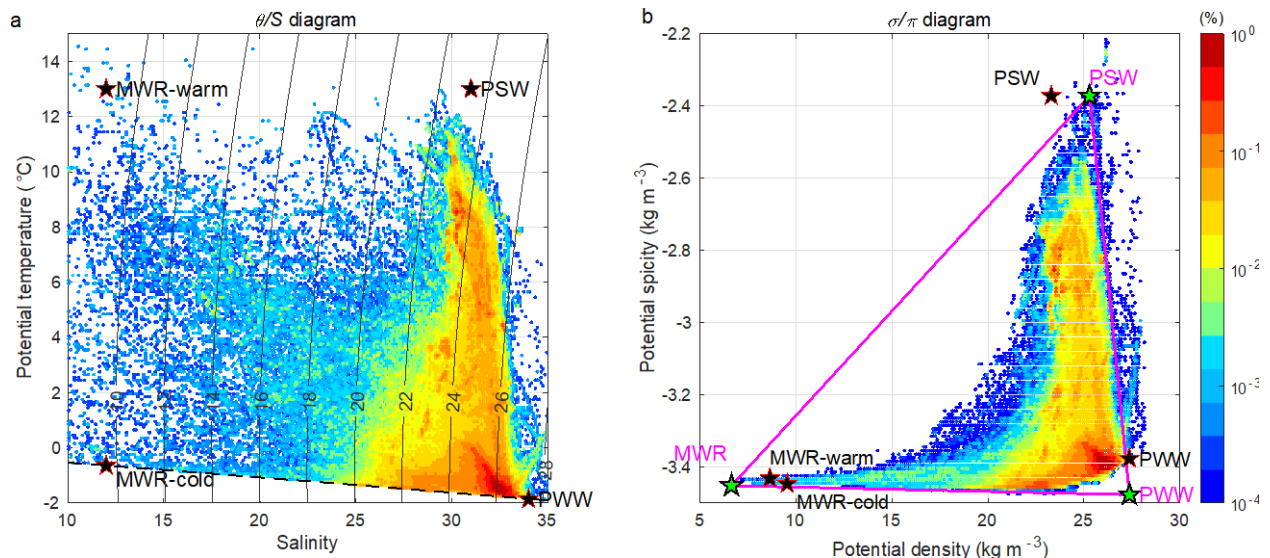 a
θ/S diagram
14
12
10
8
6
4
2
0
-2
Potential temperature (°C)
MWR-warm
PSW
MWR-cold
PWW
10
12
14
16
18
20
22
24
26
28
10
15
20
25
30
35
Salinity
b
σ/π diagram
-2.2
-2.4
-2.6
-2.8
-3
-3.2
-3.4
Potential spicity (kg m⁻³)
PSW
PSW
MWR
MWR-warm
MWR-cold
PWW
PWW
5
10
15
20
25
30
Potential density (kg m⁻³)
(%)
10⁰
10⁻¹
10⁻²
10⁻³
10⁻⁴